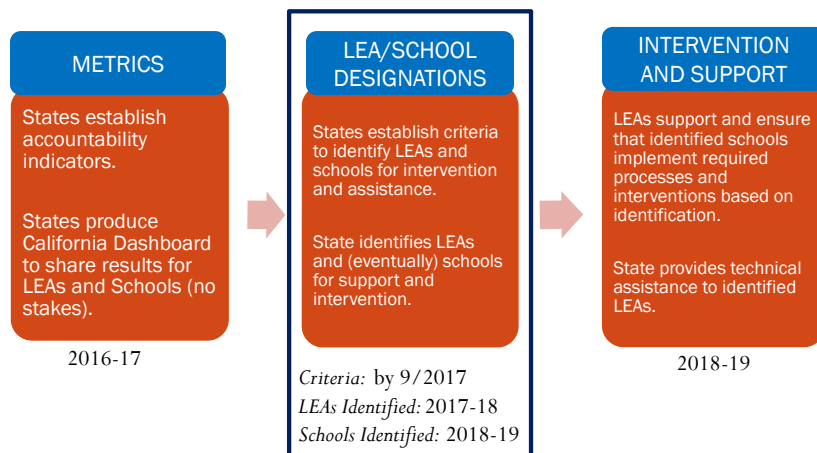 METRICS
States establish
accountability
indicators.
States produce
California Dashboard
to share results for
LEAs and Schools (no
stakes).
2016-17
LEA/SCHOOL
DESIGNATIONS
States establish criteria
to identify LEAs and
schools for intervention
and assistance.
State identifies LEAs
and (eventually) schools
for support and
intervention.
Criteria: by 9/2017
LEAs Identified: 2017-18
Schools Identified: 2018-19
INTERVENTION
AND SUPPORT
LEAs support and ensure
that identified schools
implement required
processes and
interventions based on
identification.
State provides technical
assistance to identified
LEAs.
2018-19